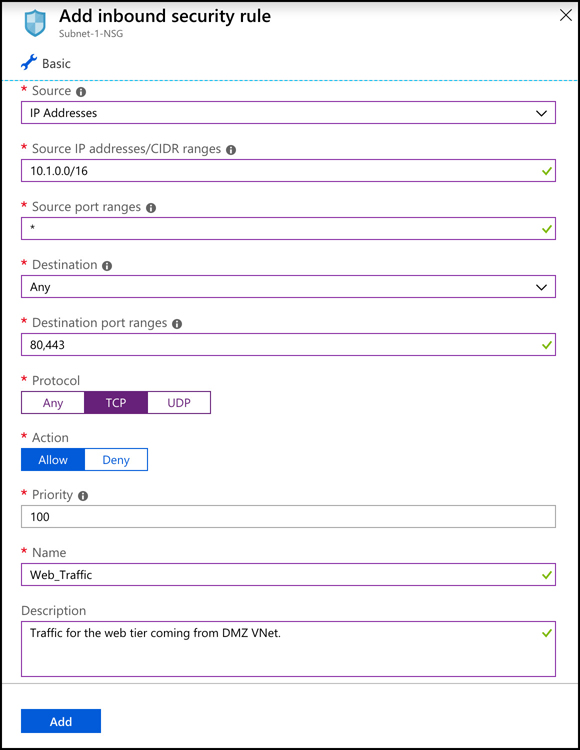 Add inbound security rule
Subnet-1-NSG
Basic
* Source
IP Addresses
* Source IP addresses/CIDR ranges
10.1.0.0/16
* Source port ranges
*
* Destination
Any
* Destination port ranges
80,443
* Protocol
Any TCP UDP
* Action
Allow Deny
* Priority
100
* Name
Web_Traffic
Description
Traffic for the web tier coming from DMZ VNet.
Add